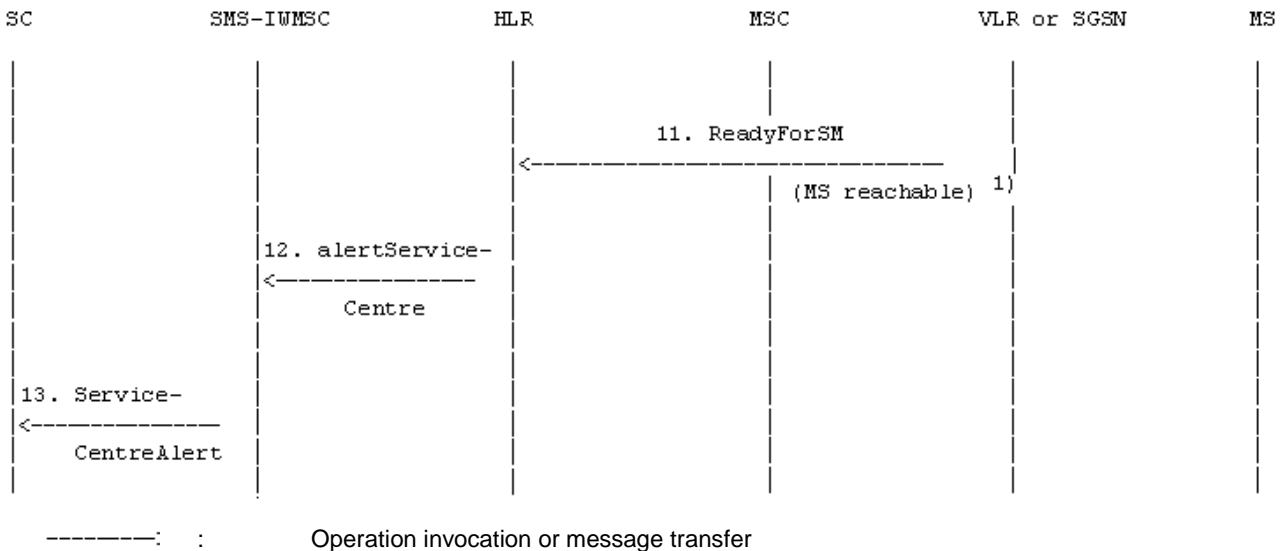 SC SMS-IWMSC HLR MSC VLR or SGSN MS
11. ReadyForSM
(MS reachable) 1)
12. alertService-
Centre
13. Service-
CentreAlert
: Operation invocation or message transfer